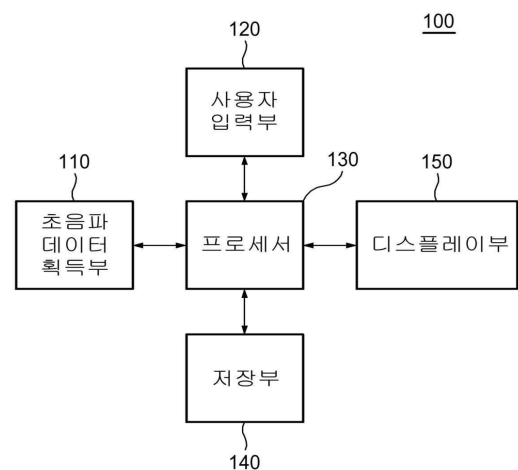 100
120
사용자
입력부
110
초음파
데이터
획득부
130
프로세서
150
디스플레이부
저장부
140